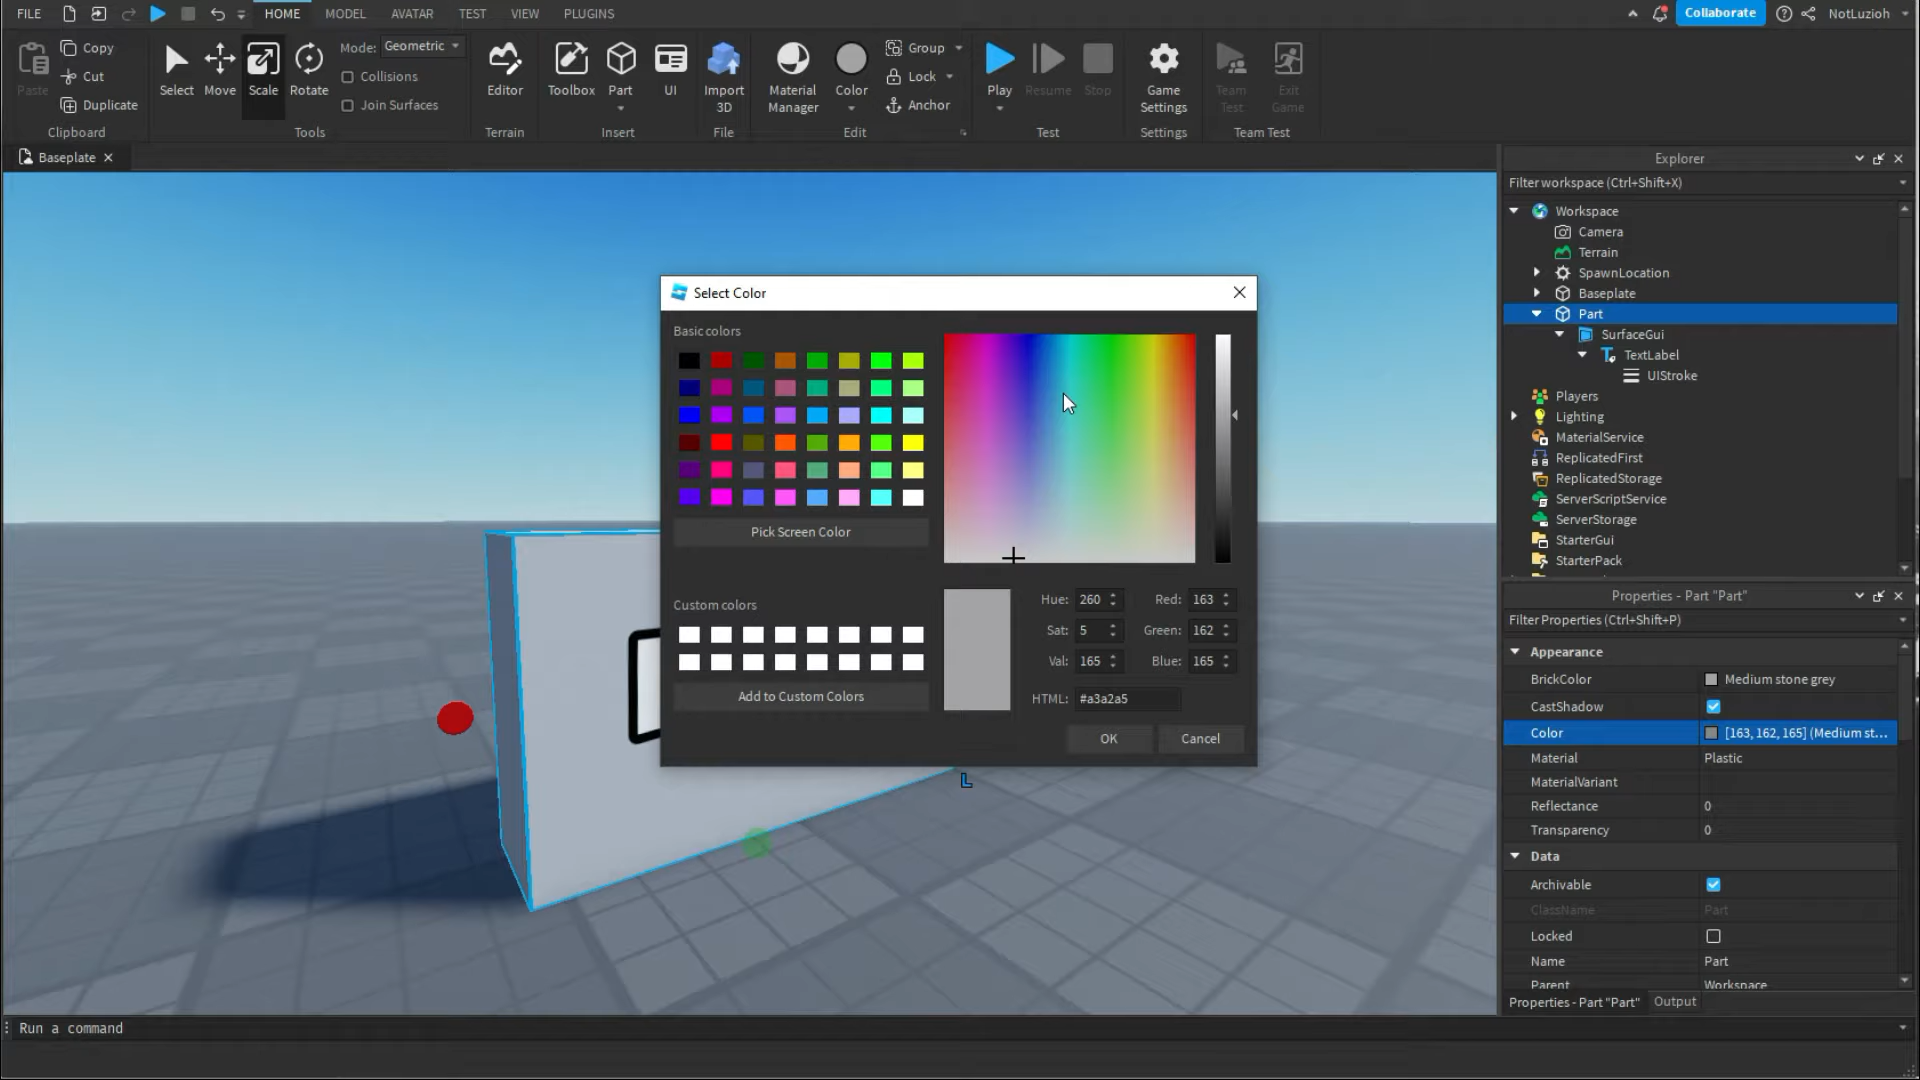 FILE
HOME
MODEL
AVATAR
TEST
VIEW
PLUGINS
Collaborate
NotLuzioh
Paste
Copy
Cut
Duplicate
Clipboard
Select
Move
Scale
Rotate
Mode: Geometric
Collisions
Join Surfaces
Tools
Editor
Terrain
Toolbox
Part
UI
Insert
Import
3D
File
Material
Manager
Color
Group
Lock
Anchor
Edit
Play
Resume
Stop
Test
Game
Settings
Settings
Team
Test
Exit
Game
Team Test
Baseplate
Select Color
Basic colors
Pick Screen Color
Custom colors
Add to Custom Colors
Hue: 260
Red: 163
Sat: 5
Green: 162
Val: 165
Blue: 165
HTML: #a3a2a5
OK
Cancel
L
Explorer
Filter workspace (Ctrl+Shift+X)
Workspace
Camera
Terrain
SpawnLocation
Baseplate
Part
SurfaceGui
TextLabel
UIStroke
Players
Lighting
MaterialService
ReplicatedFirst
ReplicatedStorage
ServerScriptService
ServerStorage
StarterGui
StarterPack
Properties - Part "Part"
Filter Properties (Ctrl+Shift+P)
Appearance
BrickColor Medium stone grey
CastShadow
Color [163, 162, 165] (Medium st...
Material Plastic
MaterialVariant
Reflectance 0
Transparency 0
Data
Archivable
ClassName Part
Locked
Name Part
Parent Workspace
Properties - Part "Part"
Output
Run a command